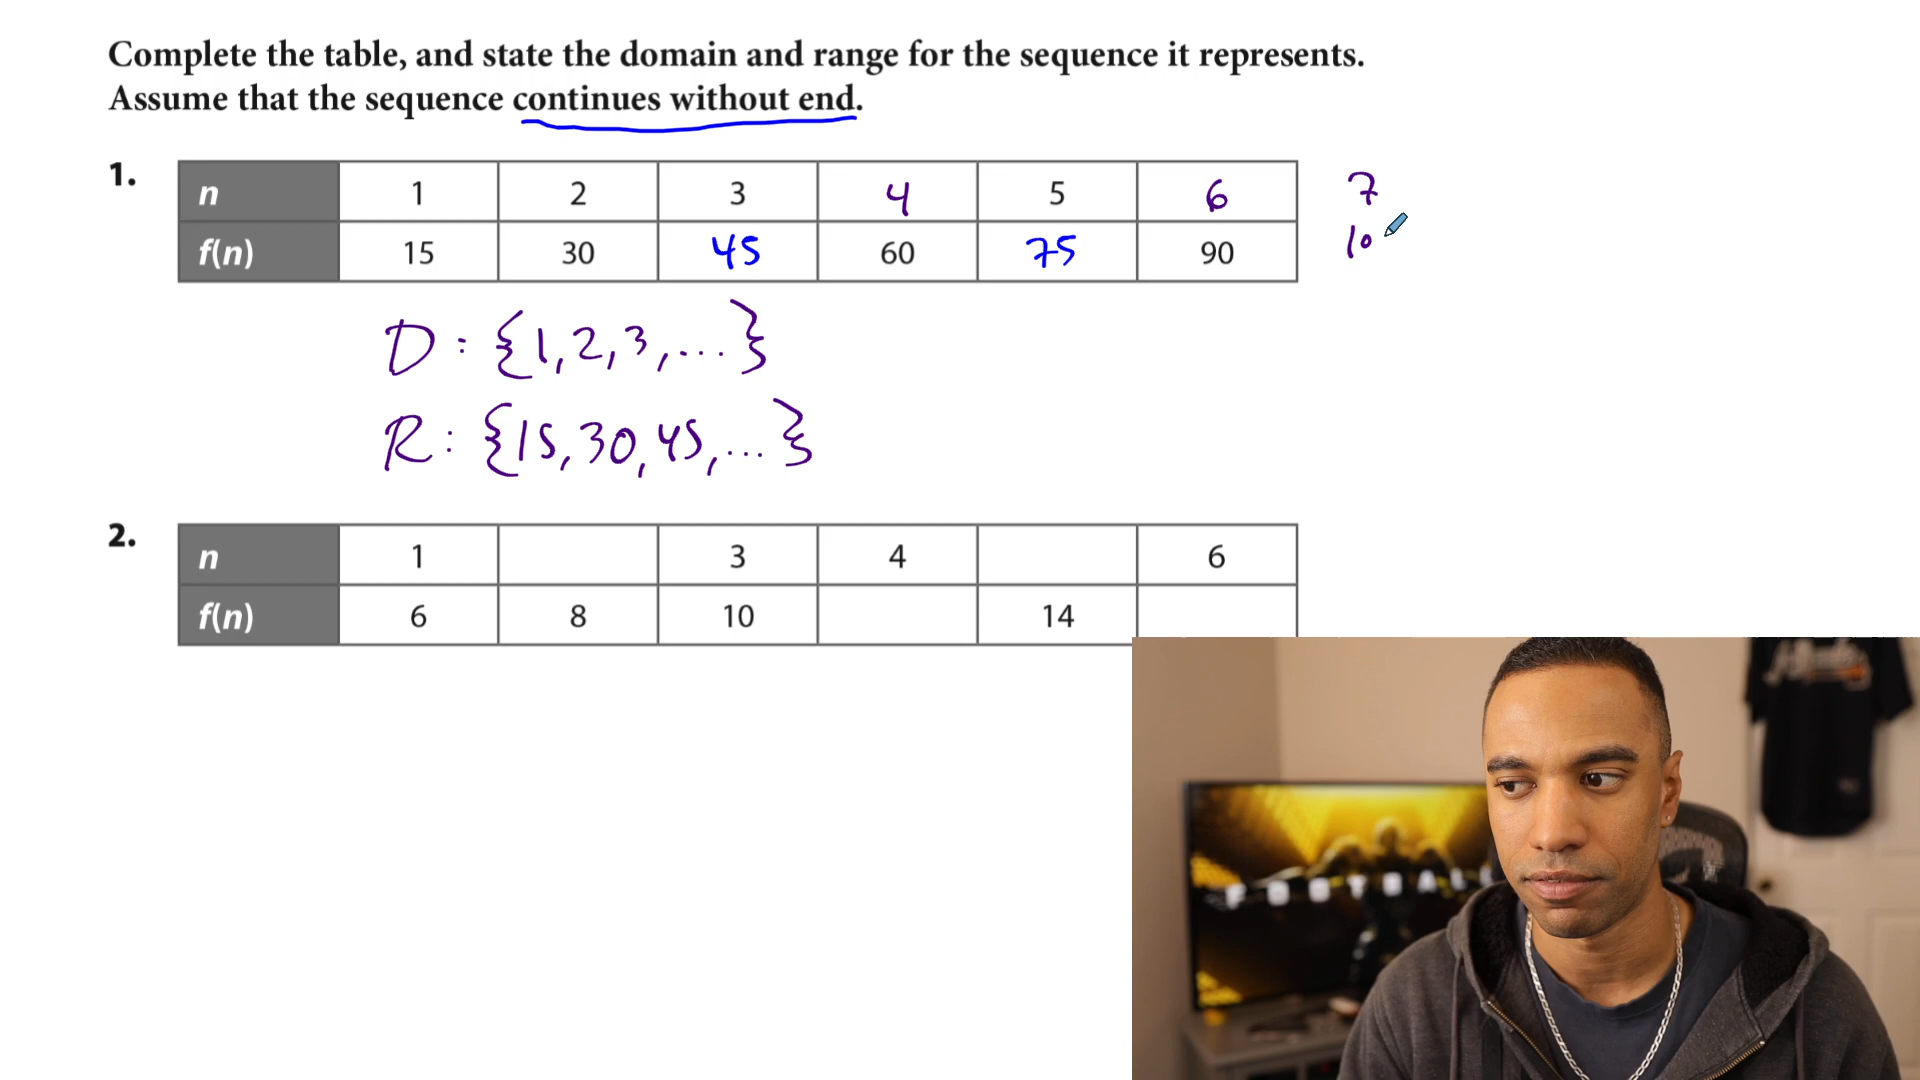 Complete the table, and state the domain and range for the sequence it represents.
Assume that the sequence continues without end.
1. n 1 2 3 4 5 6 7
f(n) 15 30 45 60 75 90 10
D : {1, 2, 3, ... }
R : {15, 30, 45, ... }
2. n 1 3 4 6
f(n) 6 8 10 14
FOOTBALL